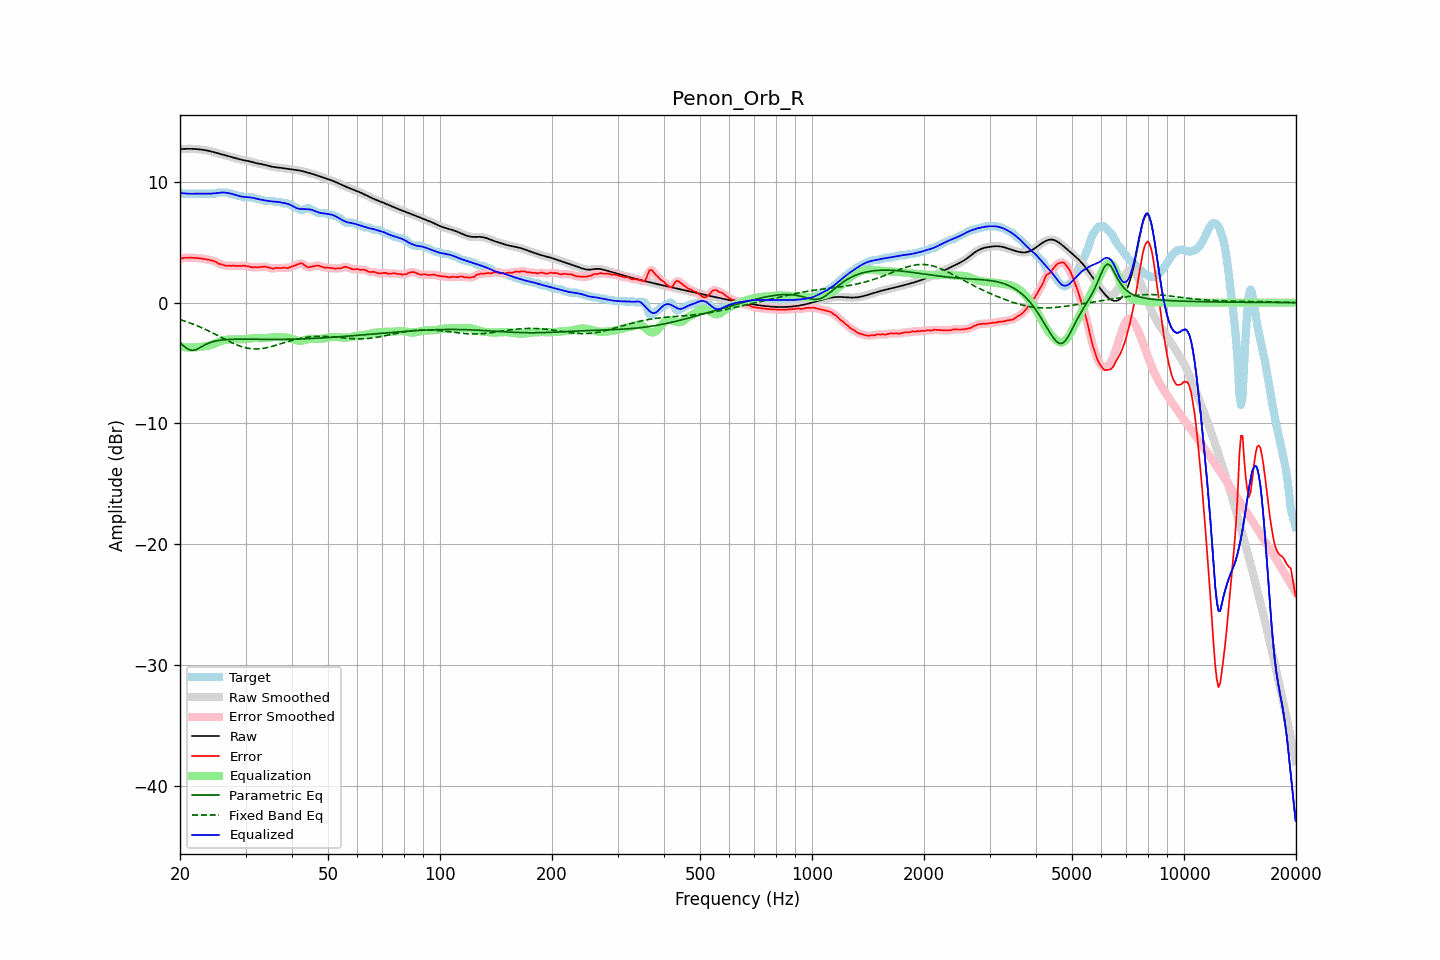 Penon_Orb_R
Amplitude (dBr)
10
0
−10
−20
−30
−40
Target
Raw Smoothed
Error Smoothed
Raw
Error
Equalization
Parametric Eq
Fixed Band Eq
Equalized
20 50 100 200 500 1000 2000 5000 10000 20000
Frequency (Hz)